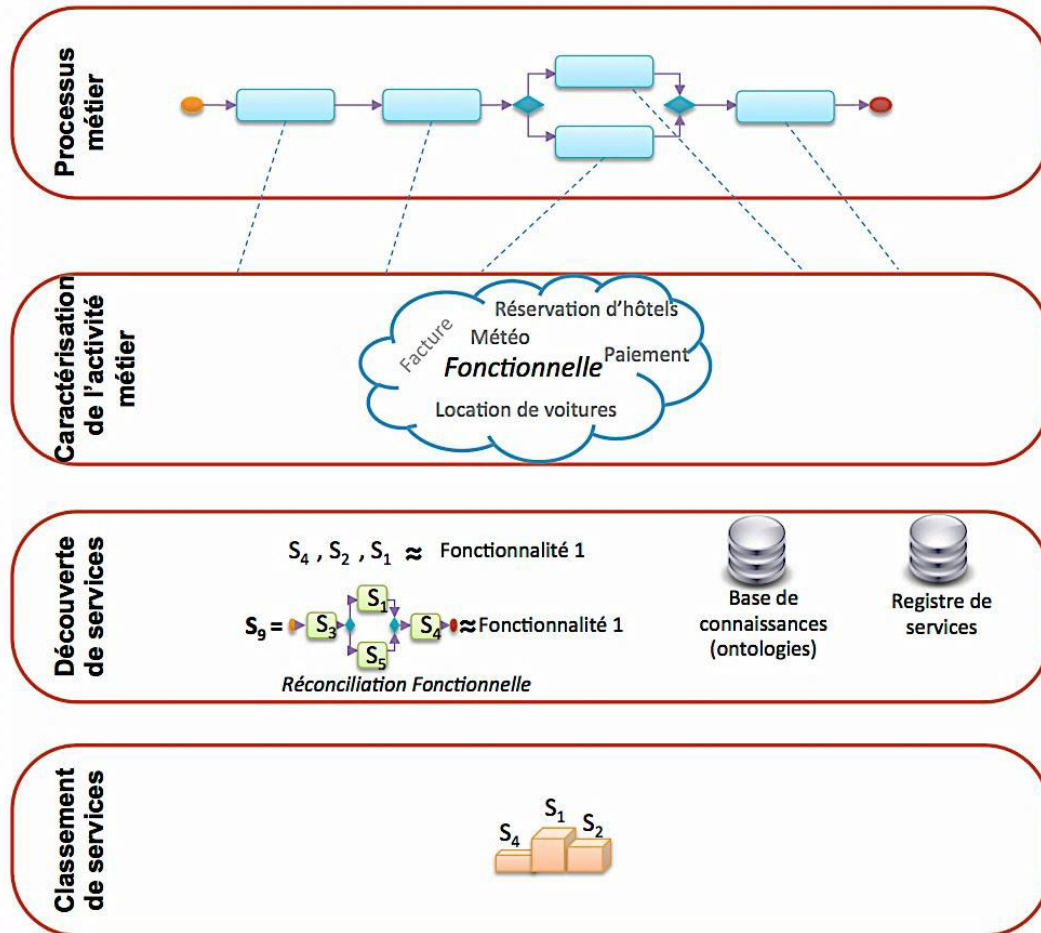 Processus
métier
Caractérisation
de l'activité
métier
Réservation d'hôtels
Facture
Météo
Paiement
Fonctionnelle
Location de voitures
Découverte
de services
S4 , S2 , S1 ≈ Fonctionnalité 1
S9 = S3 S1 S5 S4 ≈ Fonctionnalité 1
Réconciliation Fonctionnelle
Base de
connaissances
(ontologies)
Registre de
services
Classement
de services
S4
S1
S2